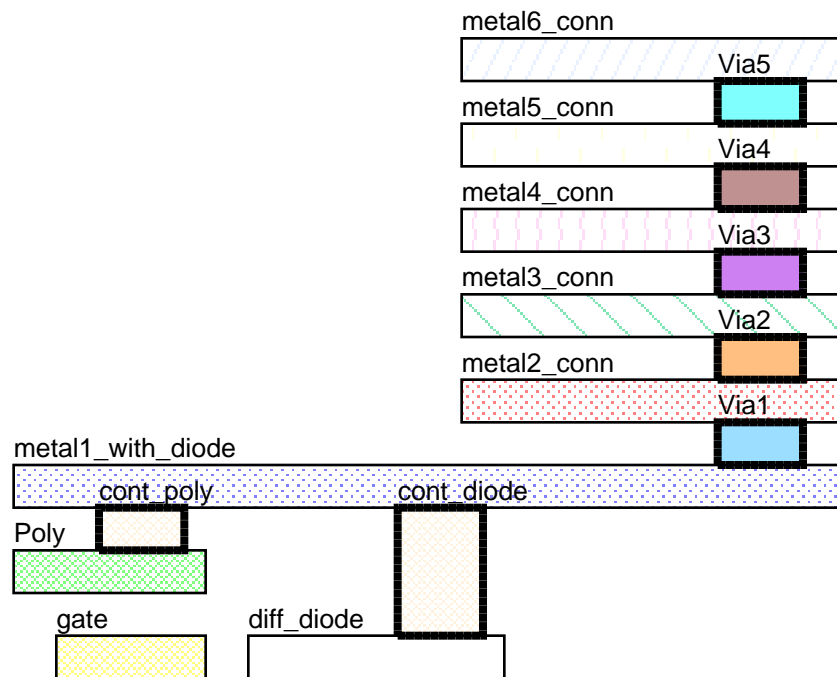 metal6_conn
Via5
metal5_conn
Via4
metal4_conn
Via3
metal3_conn
Via2
metal2_conn
Via1
metal1_with_diode
cont_poly
cont_diode
Poly
gate
diff_diode